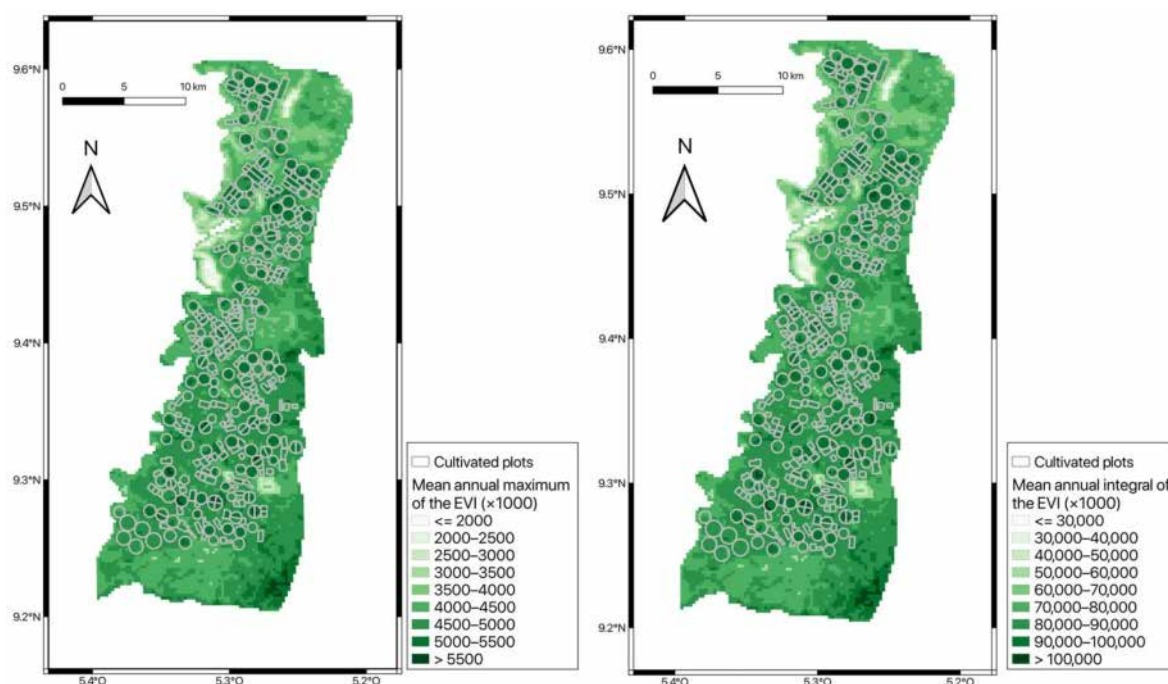 9.6°N
0 5 10 km
N
9.5°N
9.4°N
9.3°N
9.2°N
5.4°N 5.3°N 5.2°N
Cultivated plots
Mean annual maximum
of the EVI (×1000)
<= 2000
2000–2500
2500–3000
3000–3500
3500–4000
4000–4500
4500–5000
5000–5500
> 5500
9.6°N
0 5 10 km
N
9.5°N
9.4°N
9.3°N
9.2°N
5.4°N 5.3°N 5.2°N
Cultivated plots
Mean annual integral of
the EVI (×1000)
<= 30,000
30,000–40,000
40,000–50,000
50,000–60,000
60,000–70,000
70,000–80,000
80,000–90,000
90,000–100,000
> 100,000